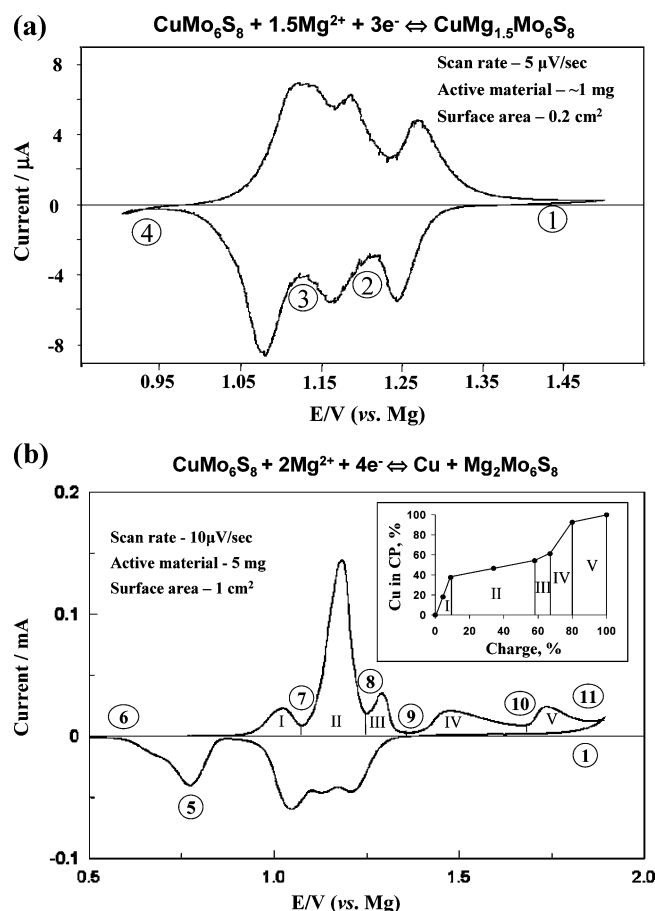 (a)
CuMo6S8 + 1.5Mg2+ + 3e- ⇔ CuMg1.5Mo6S8
Scan rate – 5 μV/sec
Active material – ~1 mg
Surface area – 0.2 cm2
8
4
0
-4
-8
Current / μA
1
2
3
4
0.95 1.05 1.15 1.25 1.35 1.45
E/V (vs. Mg)
(b)
CuMo6S8 + 2Mg2+ + 4e- ⇔ Cu + Mg2Mo6S8
0.2
0.1
0
-0.1
Current / mA
Scan rate - 10μV/sec
Active material - 5 mg
Surface area – 1 cm2
Cu in CP, %
100
80
60
40
20
0
I II III IV V
0 20 40 60 80 100
Charge, %
6 7 8 9 10 11
I II III IV V
5 1
0.5 1.0 1.5 2.0
E/V (vs. Mg)